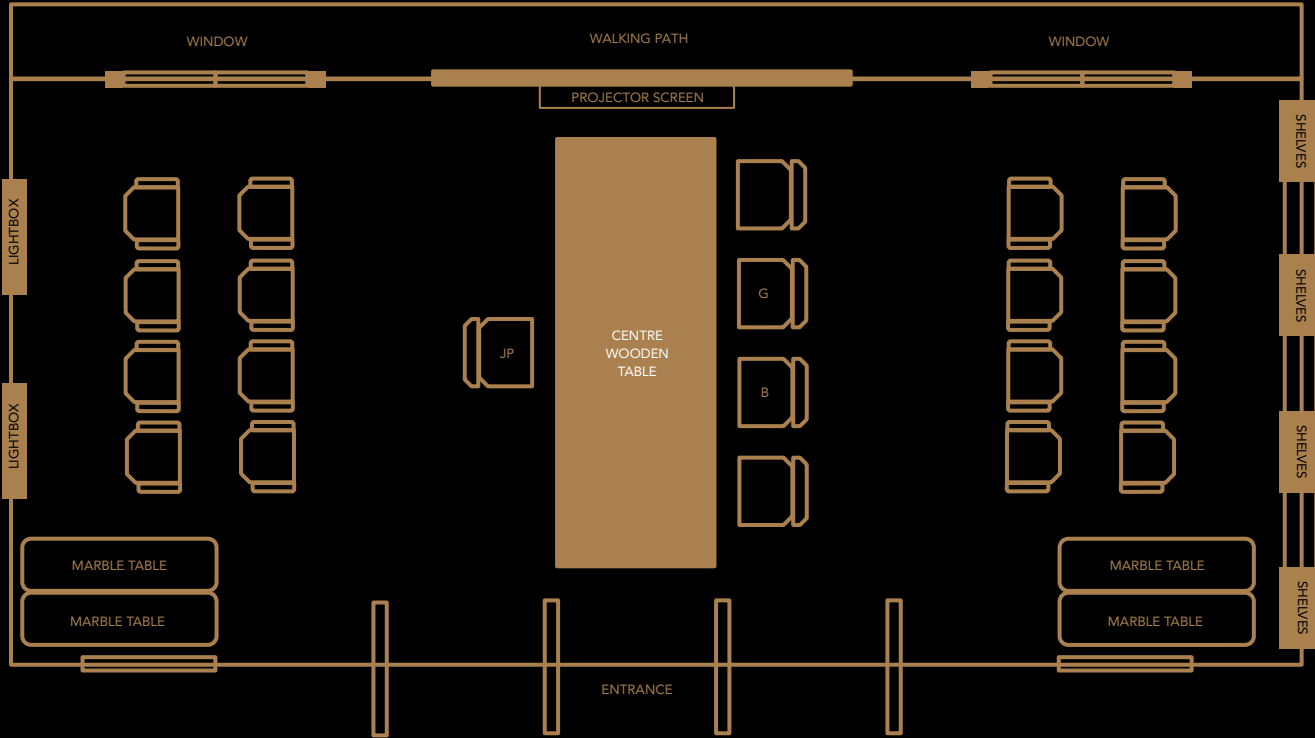 WINDOW
WALKING PATH
WINDOW
PROJECTOR SCREEN
SHELVES
LIGHTBOX
G
SHELVES
CENTRE
WOODEN
TABLE
JP
B
LIGHTBOX
SHELVES
MARBLE TABLE
MARBLE TABLE
MARBLE TABLE
MARBLE TABLE
SHELVES
ENTRANCE